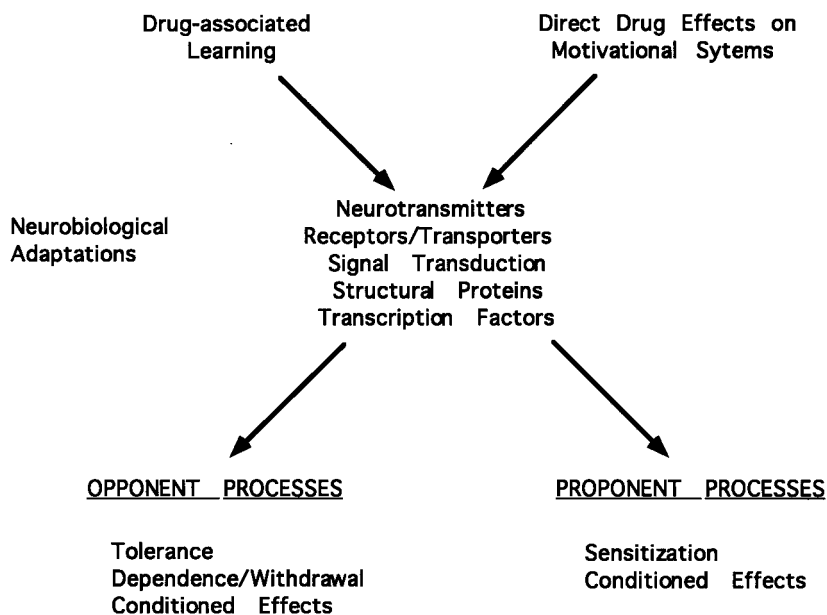 Drug-associated
Learning
Direct Drug Effects on
Motivational Sytems
Neurobiological
Adaptations
Neurotransmitters
Receptors/Transporters
Signal Transduction
Structural Proteins
Transcription Factors
OPPONENT PROCESSES
Tolerance
Dependence/Withdrawal
Conditioned Effects
PROPONENT PROCESSES
Sensitization
Conditioned Effects